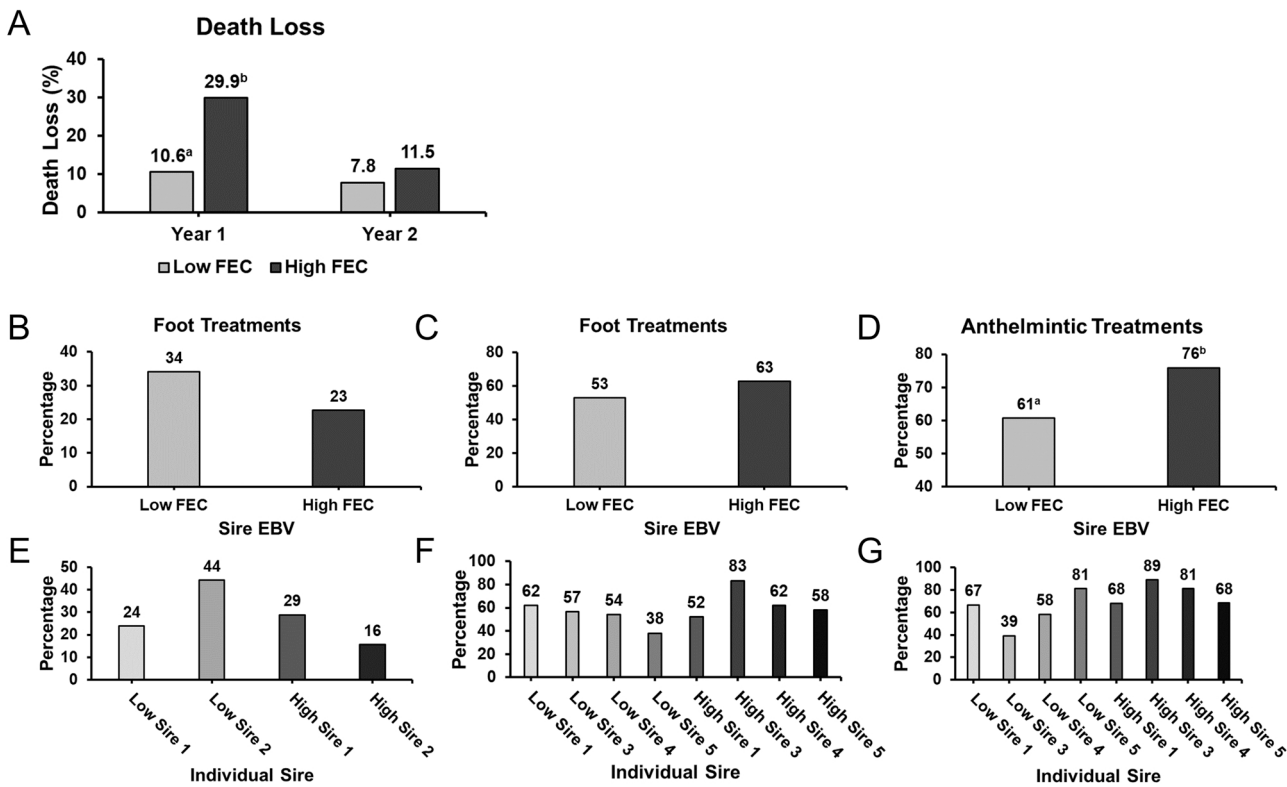 A
Death Loss
Death Loss (%)
40
30
20
10
0
10.6ᵃ
29.9ᵇ
7.8
11.5
Year 1
Year 2
Low FEC
High FEC
B
Foot Treatments
Percentage
40
30
20
10
0
34
23
Low FEC
High FEC
Sire EBV
C
Foot Treatments
Percentage
80
60
40
20
0
53
63
Low FEC
High FEC
Sire EBV
D
Anthelmintic Treatments
Percentage
80
70
60
50
40
61ᵃ
76ᵇ
Low FEC
High FEC
Sire EBV
E
Percentage
50
40
30
20
10
0
24
44
29
16
Low Sire 1
Low Sire 2
High Sire 1
High Sire 2
Individual Sire
F
Percentage
100
80
60
40
20
0
62
57
54
38
52
83
62
58
Low Sire 1
Low Sire 3
Low Sire 4
Low Sire 5
High Sire 1
High Sire 3
High Sire 4
High Sire 5
Individual Sire
G
Percentage
100
80
60
40
20
0
67
39
58
81
68
89
81
68
Low Sire 1
Low Sire 3
Low Sire 4
Low Sire 5
High Sire 1
High Sire 3
High Sire 4
High Sire 5
Individual Sire